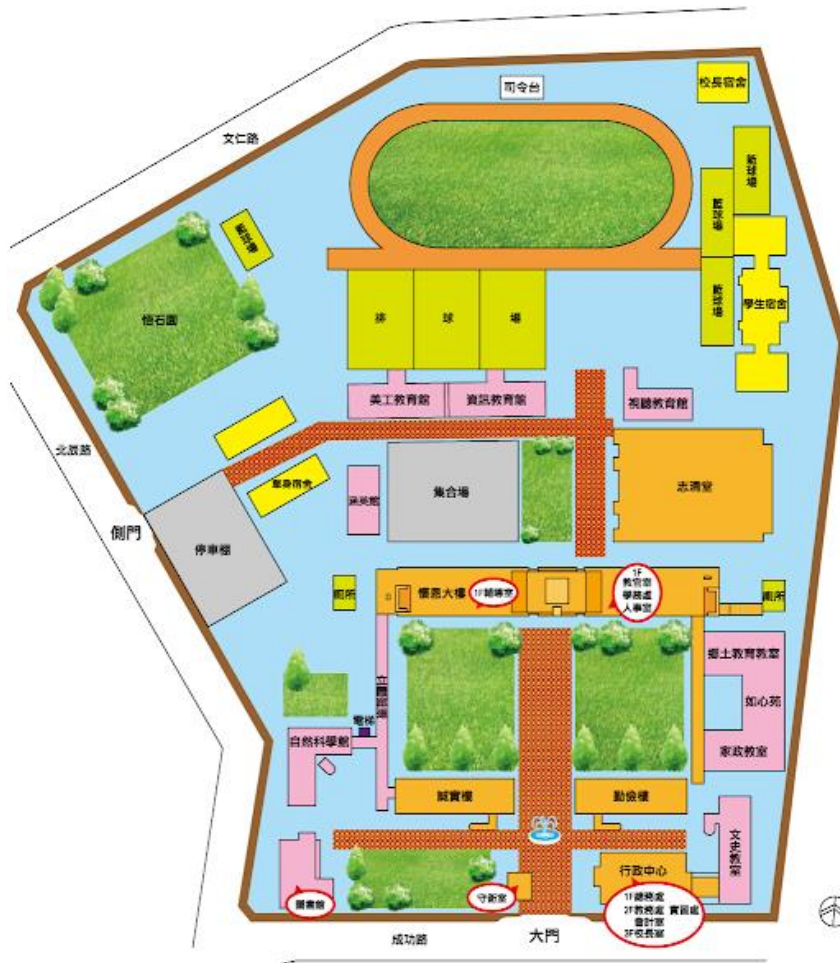 司令台
校長宿舍
文仁路
籃球場
籃球場
籃球場
悟石園
排球場
學生宿舍
美工教育館
資訊教育館
視聽教育館
北辰路
單身宿舍
集合場
志清堂
側門
停車棚
廁所
懷恩大樓
1F輔導室
1F
教官室
學務處
人事室
廁所
鄉土教育教室
如心苑
家政教室
電梯
自然科學館
誠實樓
勤儉樓
文史教室
行政中心
圖書館
守衛室
1F總務處
2F教務處 實習處
會計室
3F校長室
成功路
大門